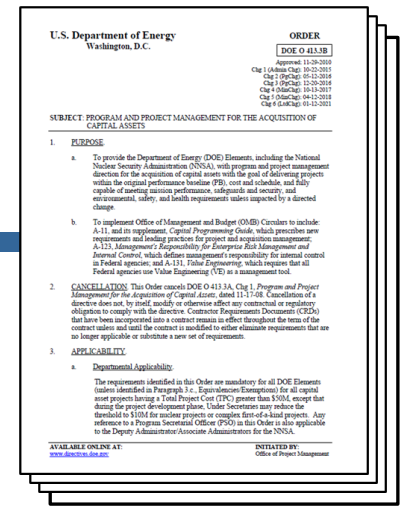 U.S. Department of Energy
Washington, D.C.
ORDER
DOE O 413.3B
Approved: 11-29-2010
Chg 1 (Admin Chg): 10-22-2015
Chg 2 (PgChg): 05-12-2016
Chg 3 (PgChg): 12-20-2016
Chg 4 (MinChg): 10-13-2017
Chg 5 (MinChg): 04-12-2018
Chg 6 (LtdChg): 01-12-2021
SUBJECT: PROGRAM AND PROJECT MANAGEMENT FOR THE ACQUISITION OF
CAPITAL ASSETS
1. PURPOSE.
a. To provide the Department of Energy (DOE) Elements, including the National
Nuclear Security Administration (NNSA), with program and project management
direction for the acquisition of capital assets with the goal of delivering projects
within the original performance baseline (PB), cost and schedule, and fully
capable of meeting mission performance, safeguards and security, and
environmental, safety, and health requirements unless impacted by a directed
change.
b. To implement Office of Management and Budget (OMB) Circulars to include:
A-11, and its supplement, Capital Programming Guide, which prescribes new
requirements and leading practices for project and acquisition management;
A-123, Management's Responsibility for Enterprise Risk Management and
Internal Control, which defines management's responsibility for internal control
in Federal agencies; and A-131, Value Engineering, which requires that all
Federal agencies use Value Engineering (VE) as a management tool.
2. CANCELLATION. This Order cancels DOE O 413.3A, Chg 1, Program and Project
Management for the Acquisition of Capital Assets, dated 11-17-08. Cancellation of a
directive does not, by itself, modify or otherwise affect any contractual or regulatory
obligation to comply with the directive. Contractor Requirements Documents (CRDs)
that have been incorporated into a contract remain in effect throughout the term of the
contract unless and until the contract is modified to either eliminate requirements that are
no longer applicable or substitute a new set of requirements.
3. APPLICABILITY.
a. Departmental Applicability.
The requirements identified in this Order are mandatory for all DOE Elements
(unless identified in Paragraph 3.c., Equivalencies/Exemptions) for all capital
asset projects having a Total Project Cost (TPC) greater than $50M, except that
during the project development phase, Under Secretaries may reduce the
threshold to $10M for nuclear projects or complex first-of-a-kind projects. Any
reference to a Program Secretarial Officer (PSO) in this Order is also applicable
to the Deputy Administrator/Associate Administrators for the NNSA.
AVAILABLE ONLINE AT:
www.directives.doe.gov
INITIATED BY:
Office of Project Management